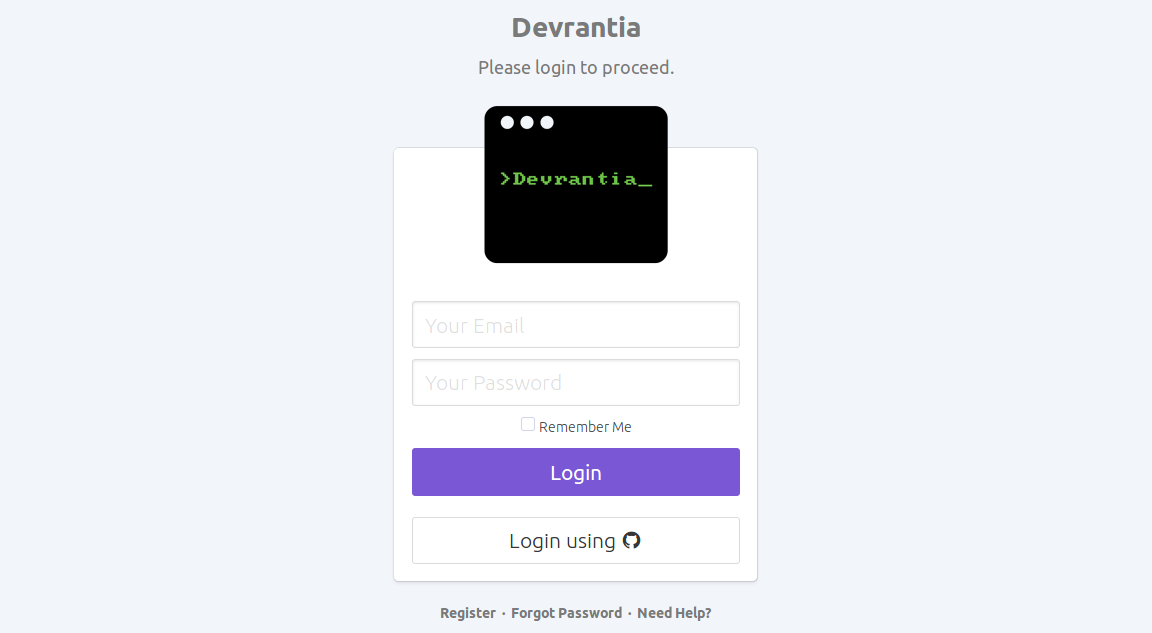 Devrantia
Please login to proceed.
>Devrantia_
Your Email
Your Password
Remember Me
Login
Login using
Register · Forgot Password · Need Help?